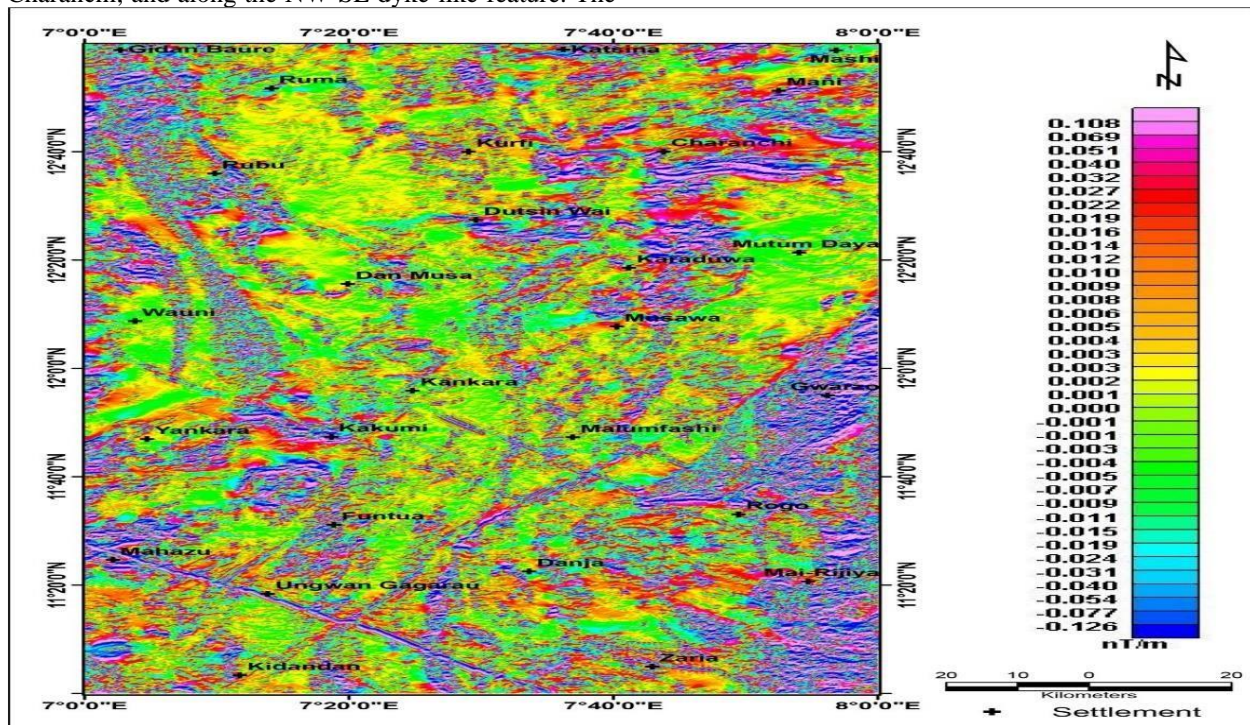 Charanchi, and along the NW-SE dyke-like feature. The
7°0'0"E 7°20'0"E 7°40'0"E 8°0'0"E
Gidan Baure Katsina
Mashi
Ruma Mani
12°40'0"N Kurfi Charanchi 12°40'0"N
Rubu
Dutsin Wai
Mutum Daya
12°20'0"N Karaduwa 12°20'0"N
Dan Musa
Wauni Musawa
12°0'0"N 12°0'0"N
Kankara Gwarzo
Yankara Kakumi Malumfashi
11°40'0"N 11°40'0"N
Funtua Rogo
Mahazu
Danja Mai-Rijiya
11°20'0"N Ungwan Gagarau 11°20'0"N
Kidandan Zaria
7°0'0"E 7°20'0"E 7°40'0"E 8°0'0"E
N
0.108
0.069
0.051
0.040
0.032
0.027
0.022
0.019
0.016
0.014
0.012
0.010
0.009
0.008
0.006
0.005
0.004
0.003
0.002
0.000
-0.001
-0.001
-0.003
-0.004
-0.005
-0.007
-0.009
-0.011
-0.015
-0.019
-0.024
-0.031
-0.040
-0.054
-0.077
-0.126
nT/m
20 10 0 20
Kilometers
Settlement